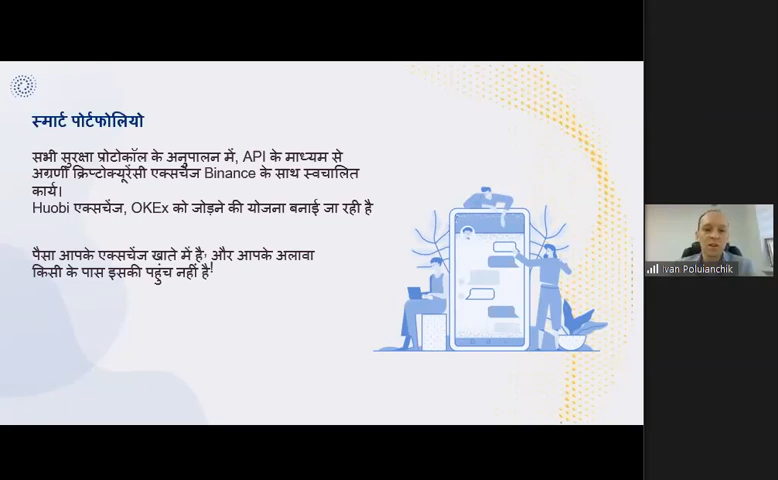 स्मार्ट पोर्टफोलियो
सभी सुरक्षा प्रोटोकॉल के अनुपालन में, API के माध्यम से
अग्रणी क्रिप्टोक्यूरेंसी एक्सचेंज Binance के साथ स्वचालित
कार्य।
Huobi एक्सचेंज, OKEx को जोड़ने की योजना बनाई जा रही है
पैसा आपके एक्सचेंज खाते में है, और आपके अलावा
किसी के पास इसकी पहुंच नहीं है!
Ivan Poluianchik